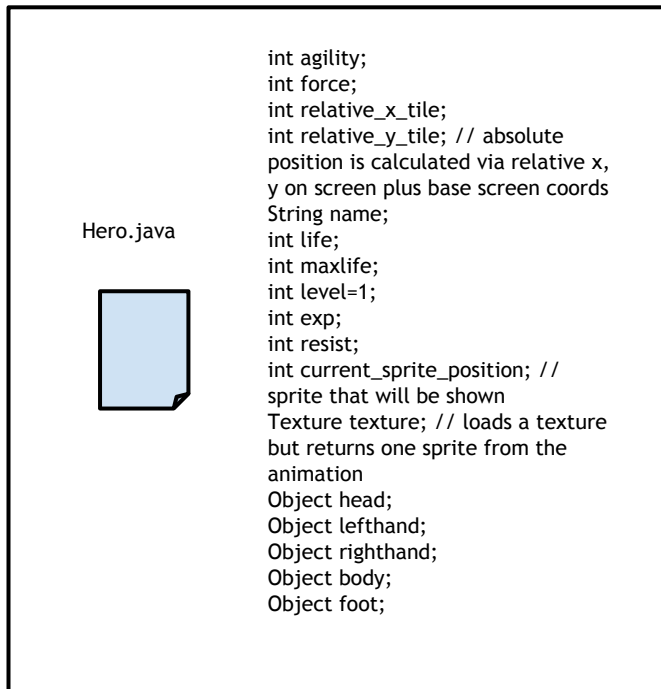 int agility;
int force;
int relative_x_tile;
int relative_y_tile; // absolute
position is calculated via relative x,
y on screen plus base screen coords
String name;
Hero.java
int life;
int maxlife;
int level=1;
int exp;
int resist;
int current_sprite_position; //
sprite that will be shown
Texture texture; // loads a texture
but returns one sprite from the
animation
Object head;
Object lefthand;
Object righthand;
Object body;
Object foot;